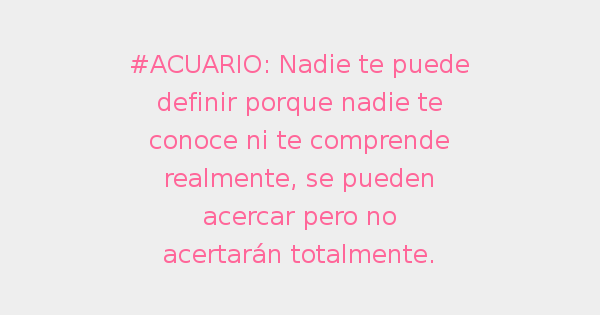 #ACUARIO: Nadie te puede
definir porque nadie te
conoce ni te comprende
realmente, se pueden
acercar pero no
acertarán totalmente.